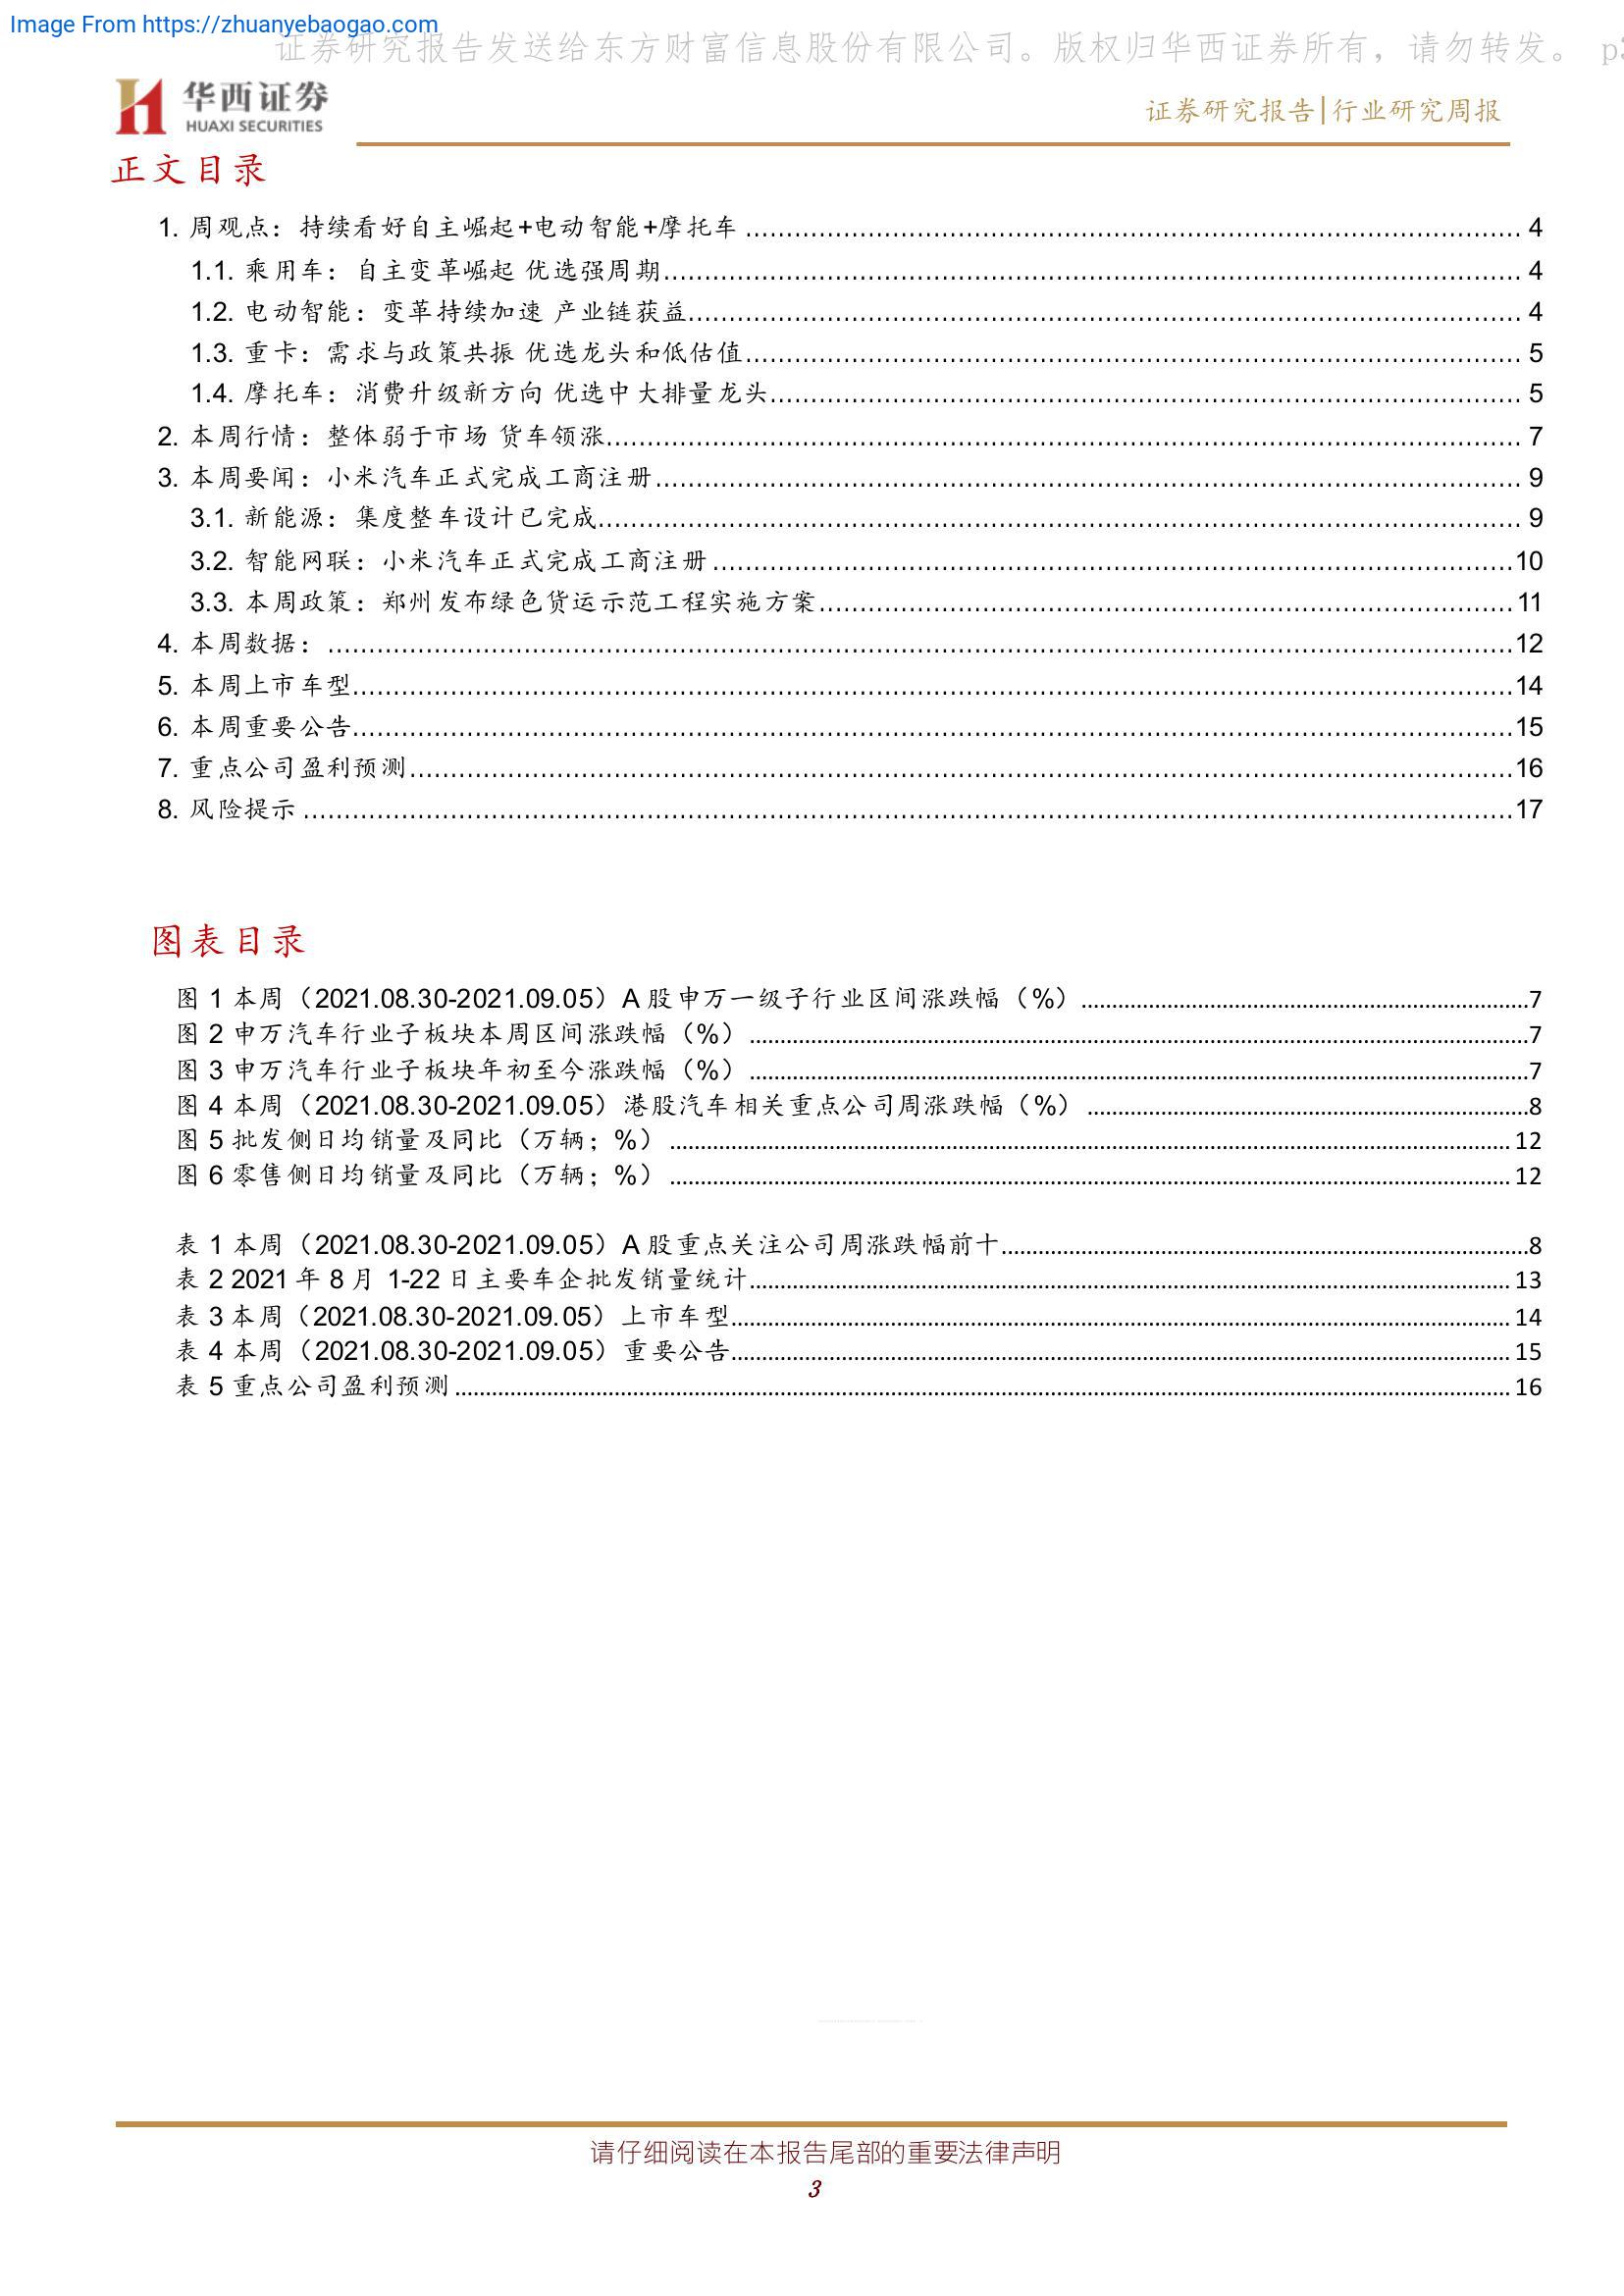 Image From https://zhuanyebaogao.com
证券研究报告发送给东方财富信息股份有限公司。版权归华西证券所有，请勿转发。 p3
华西证券
HUAXI SECURITIES
证券研究报告|行业研究周报
正文目录
1. 周观点：持续看好自主崛起+电动智能+摩托车 ........ 4
1.1. 乘用车：自主变革崛起 优选强周期........ 4
1.2. 电动智能：变革持续加速 产业链获益........ 4
1.3. 重卡：需求与政策共振 优选龙头和低估值........ 5
1.4. 摩托车：消费升级新方向 优选中大排量龙头........ 5
2. 本周行情：整体弱于市场 货车领涨........ 7
3. 本周要闻：小米汽车正式完成工商注册........ 9
3.1. 新能源：集度整车设计已完成........ 9
3.2. 智能网联：小米汽车正式完成工商注册........ 10
3.3. 本周政策：郑州发布绿色货运示范工程实施方案........ 11
4. 本周数据：........ 12
5. 本周上市车型........ 14
6. 本周重要公告........ 15
7. 重点公司盈利预测........ 16
8. 风险提示........ 17
图表目录
图 1 本周（2021.08.30-2021.09.05）A 股申万一级子行业区间涨跌幅（%）........ 7
图 2 申万汽车行业子板块本周区间涨跌幅（%）........ 7
图 3 申万汽车行业子板块年初至今涨跌幅（%）........ 7
图 4 本周（2021.08.30-2021.09.05）港股汽车相关重点公司周涨跌幅（%）........ 8
图 5 批发侧日均销量及同比（万辆；%）........ 12
图 6 零售侧日均销量及同比（万辆；%）........ 12
表 1 本周（2021.08.30-2021.09.05）A 股重点关注公司周涨跌幅前十........ 8
表 2 2021 年 8 月 1-22 日主要车企批发销量统计........ 13
表 3 本周（2021.08.30-2021.09.05）上市车型........ 14
表 4 本周（2021.08.30-2021.09.05）重要公告........ 15
表 5 重点公司盈利预测........ 16
请仔细阅读在本报告尾部的重要法律声明
3